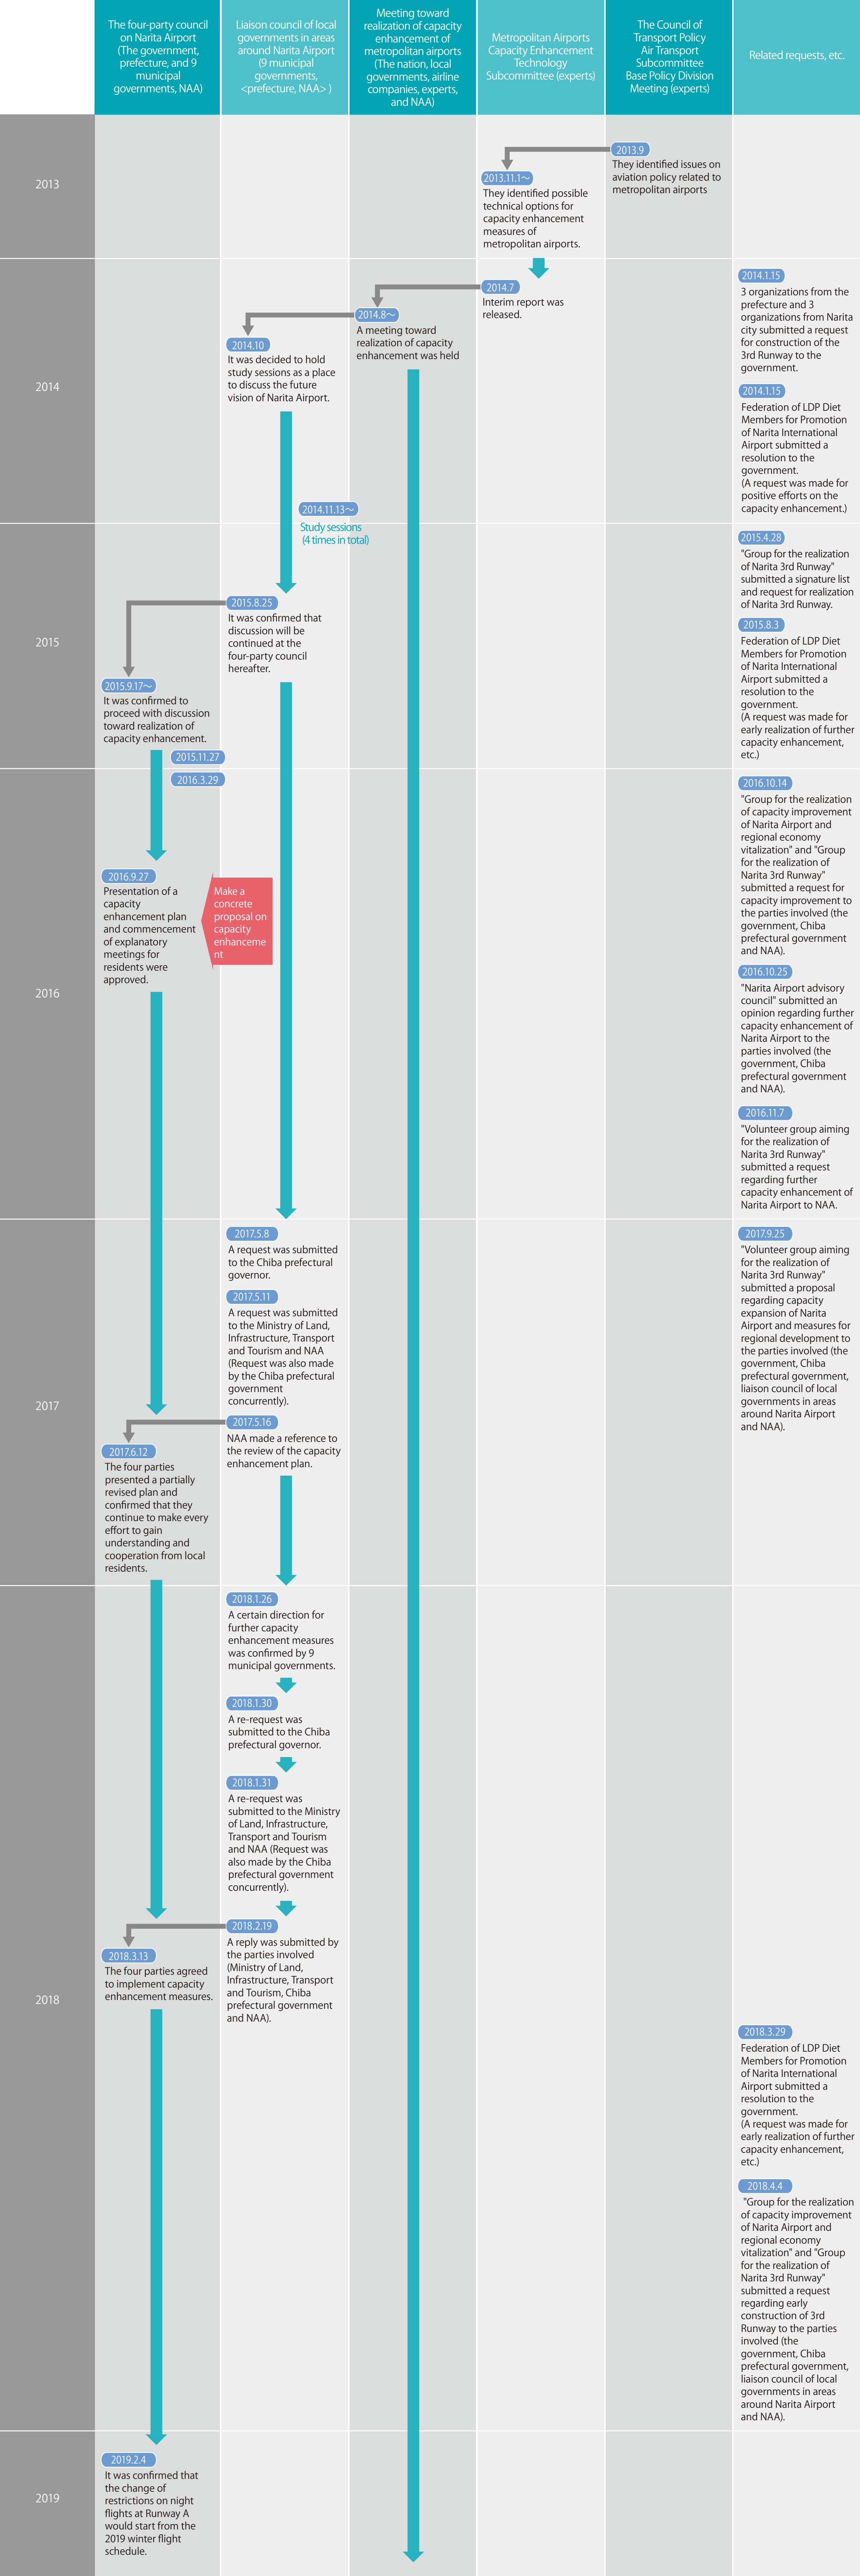 The four-party council
on Narita Airport
(The government,
prefecture, and 9
municipal
governments, NAA)
Liaison council of local
governments in areas
around Narita Airport
(9 municipal
governments,
<prefecture, NAA> )
Meeting toward
realization of capacity
enhancement of
metropolitan airports
(The nation, local
governments, airline
companies, experts,
and NAA)
Metropolitan Airports
Capacity Enhancement
Technology
Subcommittee (experts)
The Council of
Transport Policy
Air Transport
Subcommittee
Base Policy Division
Meeting (experts)
Related requests, etc.
2013
2013.9
They identified issues on
aviation policy related to
metropolitan airports
2013.11.1～
They identified possible
technical options for
capacity enhancement
measures of
metropolitan airports.
2014
2014.7
Interim report was
released.
2014.8～
A meeting toward
realization of capacity
enhancement was held
2014.10
It was decided to hold
study sessions as a place
to discuss the future
vision of Narita Airport.
2014.11.13～
Study sessions
(4 times in total)
2014.1.15
3 organizations from the
prefecture and 3
organizations from Narita
city submitted a request
for construction of the
3rd Runway to the
government.
2014.1.15
Federation of LDP Diet
Members for Promotion
of Narita International
Airport submitted a
resolution to the
government.
(A request was made for
positive efforts on the
capacity enhancement.)
2015
2015.8.25
It was confirmed that
discussion will be
continued at the
four-party council
hereafter.
2015.9.17～
It was confirmed to
proceed with discussion
toward realization of
capacity enhancement.
2015.11.27
2015.4.28
"Group for the realization
of Narita 3rd Runway"
submitted a signature list
and request for realization
of Narita 3rd Runway.
2015.8.3
Federation of LDP Diet
Members for Promotion
of Narita International
Airport submitted a
resolution to the
government.
(A request was made for
early realization of further
capacity enhancement,
etc.)
2016
2016.3.29
2016.9.27
Presentation of a
capacity
enhancement plan
and commencement
of explanatory
meetings for
residents were
approved.
Make a
concrete
proposal on
capacity
enhanceme
nt
2016.10.14
"Group for the realization
of capacity improvement
of Narita Airport and
regional economy
vitalization" and "Group
for the realization of
Narita 3rd Runway"
submitted a request for
capacity improvement to
the parties involved (the
government, Chiba
prefectural government
and NAA).
2016.10.25
"Narita Airport advisory
council" submitted an
opinion regarding further
capacity enhancement of
Narita Airport to the
parties involved (the
government, Chiba
prefectural government
and NAA).
2016.11.7
"Volunteer group aiming
for the realization of
Narita 3rd Runway"
submitted a request
regarding further
capacity enhancement of
Narita Airport to NAA.
2017
2017.5.8
A request was submitted
to the Chiba prefectural
governor.
2017.5.11
A request was submitted
to the Ministry of Land,
Infrastructure, Transport
and Tourism and NAA
(Request was also made
by the Chiba prefectural
government
concurrently).
2017.5.16
NAA made a reference to
the review of the capacity
enhancement plan.
2017.6.12
The four parties
presented a partially
revised plan and
confirmed that they
continue to make every
effort to gain
understanding and
cooperation from local
residents.
2017.9.25
"Volunteer group aiming
for the realization of
Narita 3rd Runway"
submitted a proposal
regarding capacity
expansion of Narita
Airport and measures for
regional development to
the parties involved (the
government, Chiba
prefectural government,
liaison council of local
governments in areas
around Narita Airport
and NAA).
2018
2018.1.26
A certain direction for
further capacity
enhancement measures
was confirmed by 9
municipal governments.
2018.1.30
A re-request was
submitted to the Chiba
prefectural governor.
2018.1.31
A re-request was
submitted to the Ministry
of Land, Infrastructure,
Transport and Tourism
and NAA (Request was
also made by the Chiba
prefectural government
concurrently).
2018.2.19
A reply was submitted by
the parties involved
(Ministry of Land,
Infrastructure, Transport
and Tourism, Chiba
prefectural government
and NAA).
2018.3.13
The four parties agreed
to implement capacity
enhancement measures.
2018.3.29
Federation of LDP Diet
Members for Promotion
of Narita International
Airport submitted a
resolution to the
government.
(A request was made for
early realization of further
capacity enhancement,
etc.)
2018.4.4
"Group for the realization
of capacity improvement
of Narita Airport and
regional economy
vitalization" and "Group
for the realization of
Narita 3rd Runway"
submitted a request
regarding early
construction of 3rd
Runway to the parties
involved (the
government, Chiba
prefectural government,
liaison council of local
governments in areas
around Narita Airport
and NAA).
2019
2019.2.4
It was confirmed that
the change of
restrictions on night
flights at Runway A
would start from the
2019 winter flight
schedule.